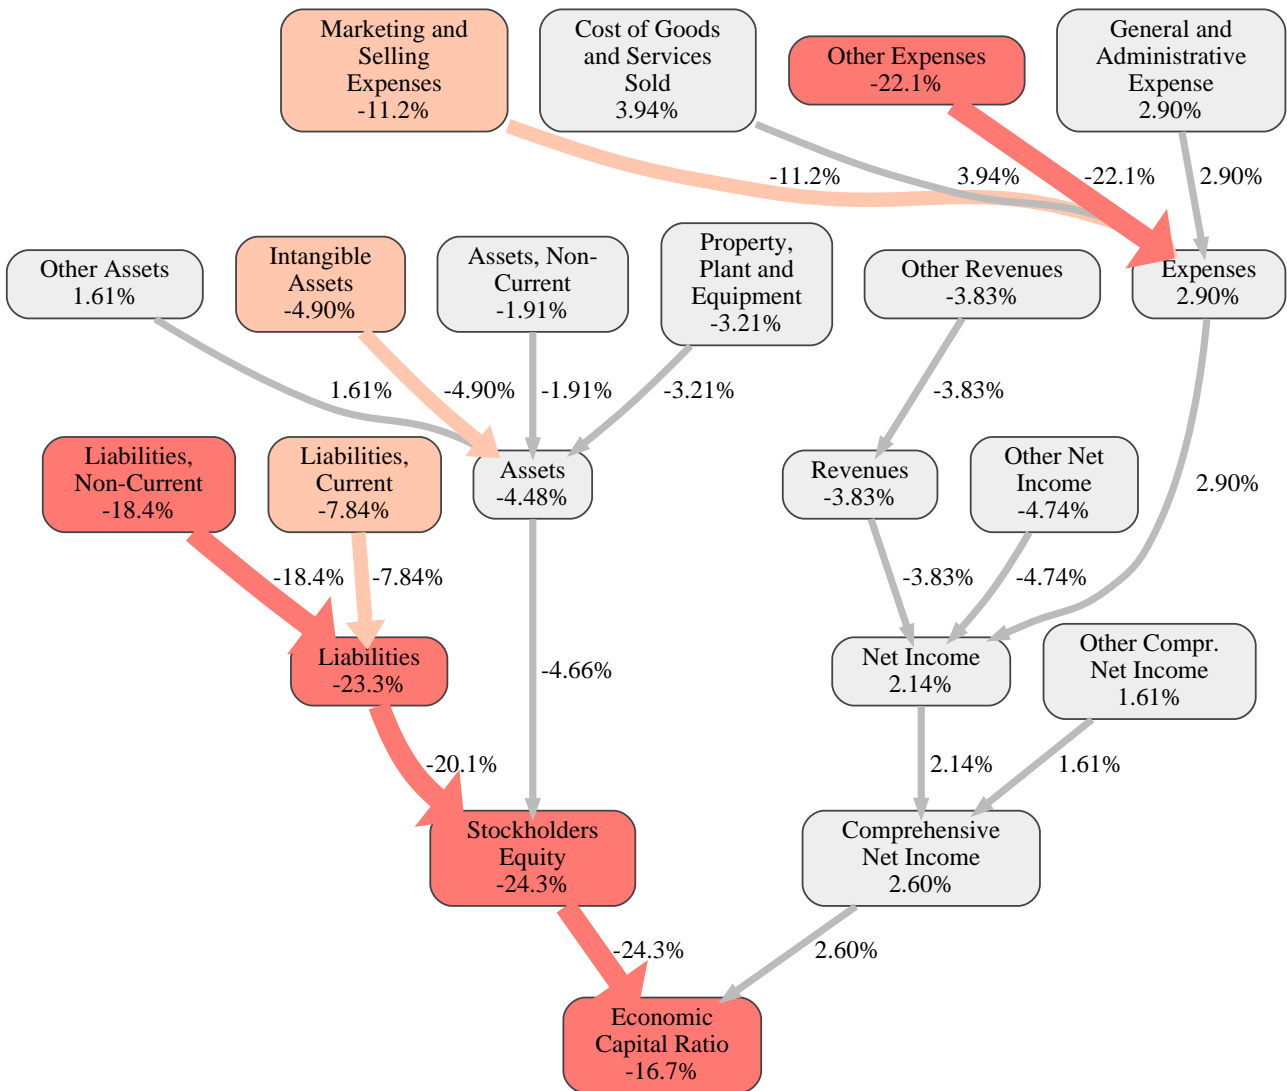 Marketing and
Selling
Expenses
-11.2%
Cost of Goods
and Services
Sold
3.94%
Other Expenses
-22.1%
General and
Administrative
Expense
2.90%
-11.2%
3.94%
-22.1%
2.90%
Other Assets
1.61%
Intangible
Assets
-4.90%
Assets, Non-
Current
-1.91%
Property,
Plant and
Equipment
-3.21%
Other Revenues
-3.83%
Expenses
2.90%
1.61%
-4.90%
-1.91%
-3.21%
-3.83%
2.90%
Liabilities,
Non-Current
-18.4%
Liabilities,
Current
-7.84%
Assets
-4.48%
Revenues
-3.83%
Other Net
Income
-4.74%
-18.4%
-7.84%
-4.66%
-3.83%
-4.74%
Liabilities
-23.3%
Net Income
2.14%
Other Compr.
Net Income
1.61%
-20.1%
2.14%
1.61%
Stockholders
Equity
-24.3%
Comprehensive
Net Income
2.60%
-24.3%
2.60%
Economic
Capital Ratio
-16.7%